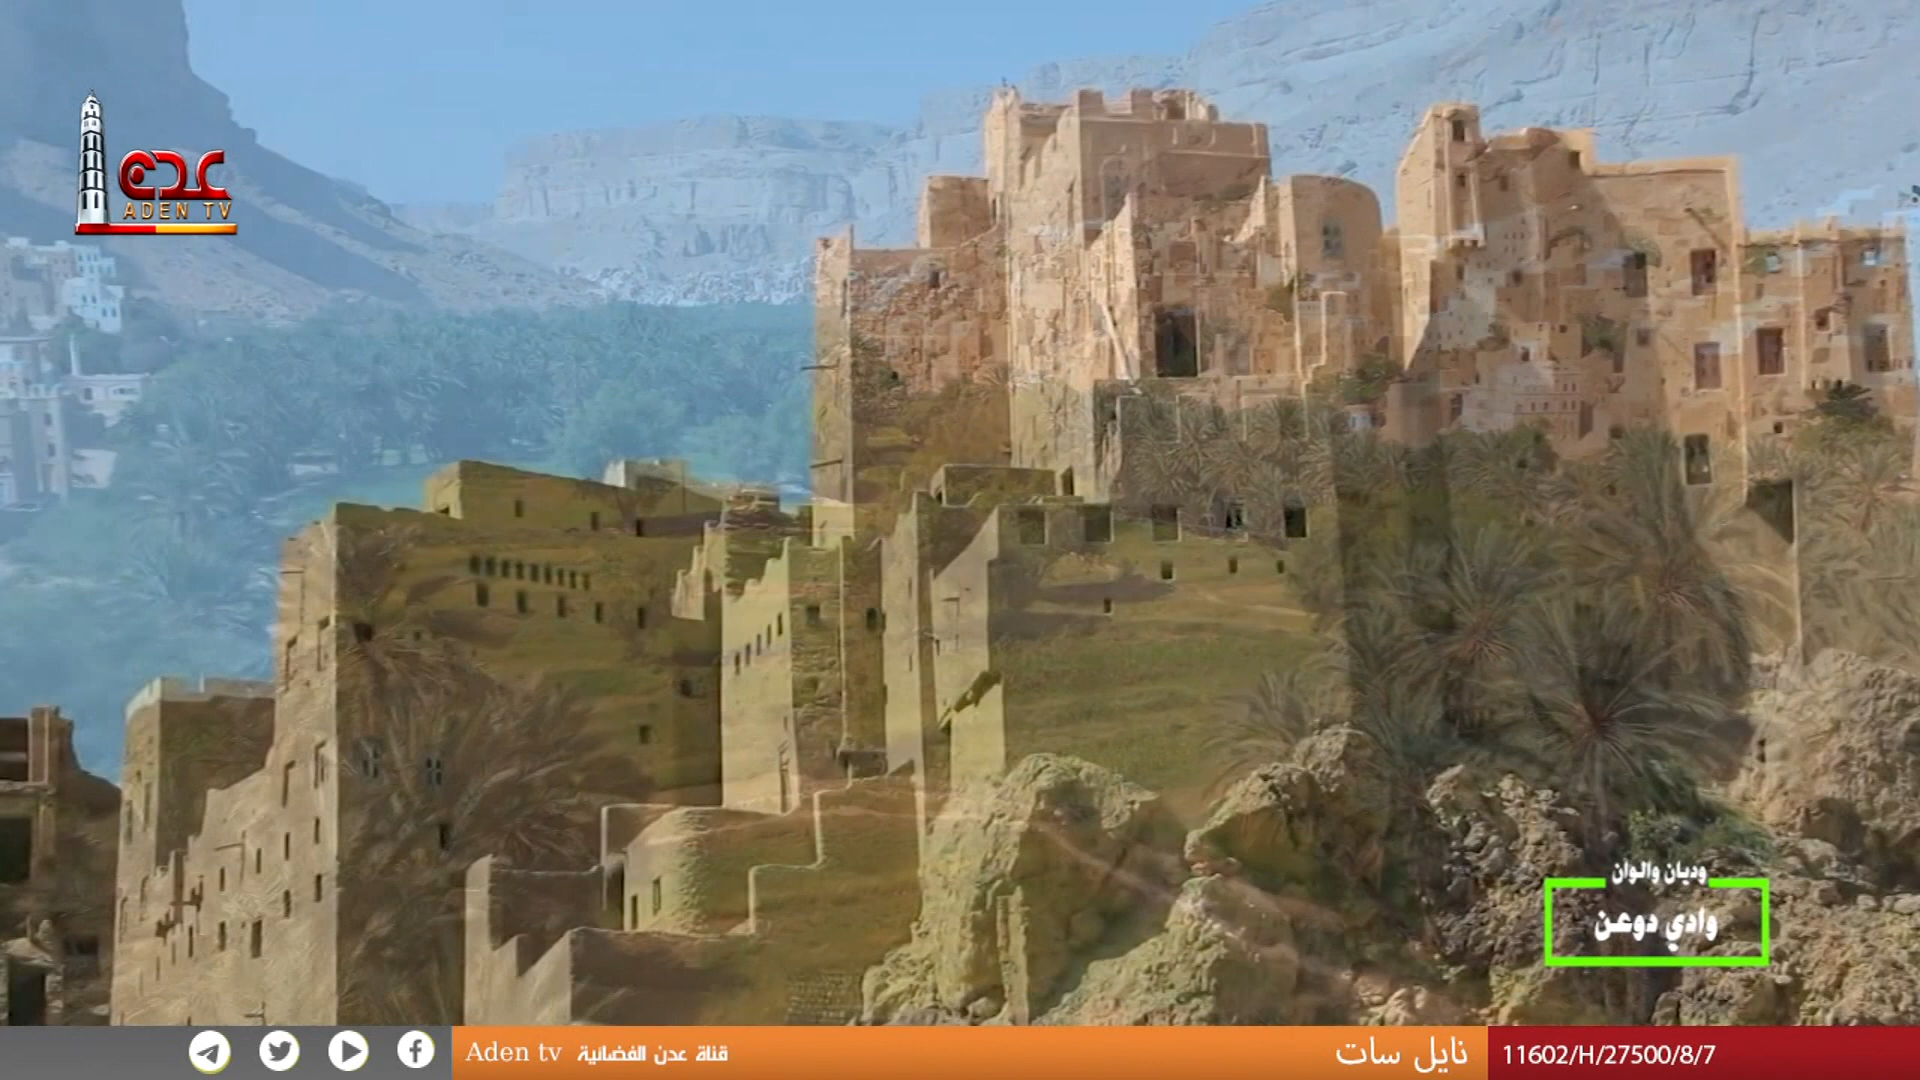 عدن
ADEN TV
وديان والوان
وادي دوعن
Aden tv قناة عدن الفضائية
نايل سات
11602/H/27500/8/7